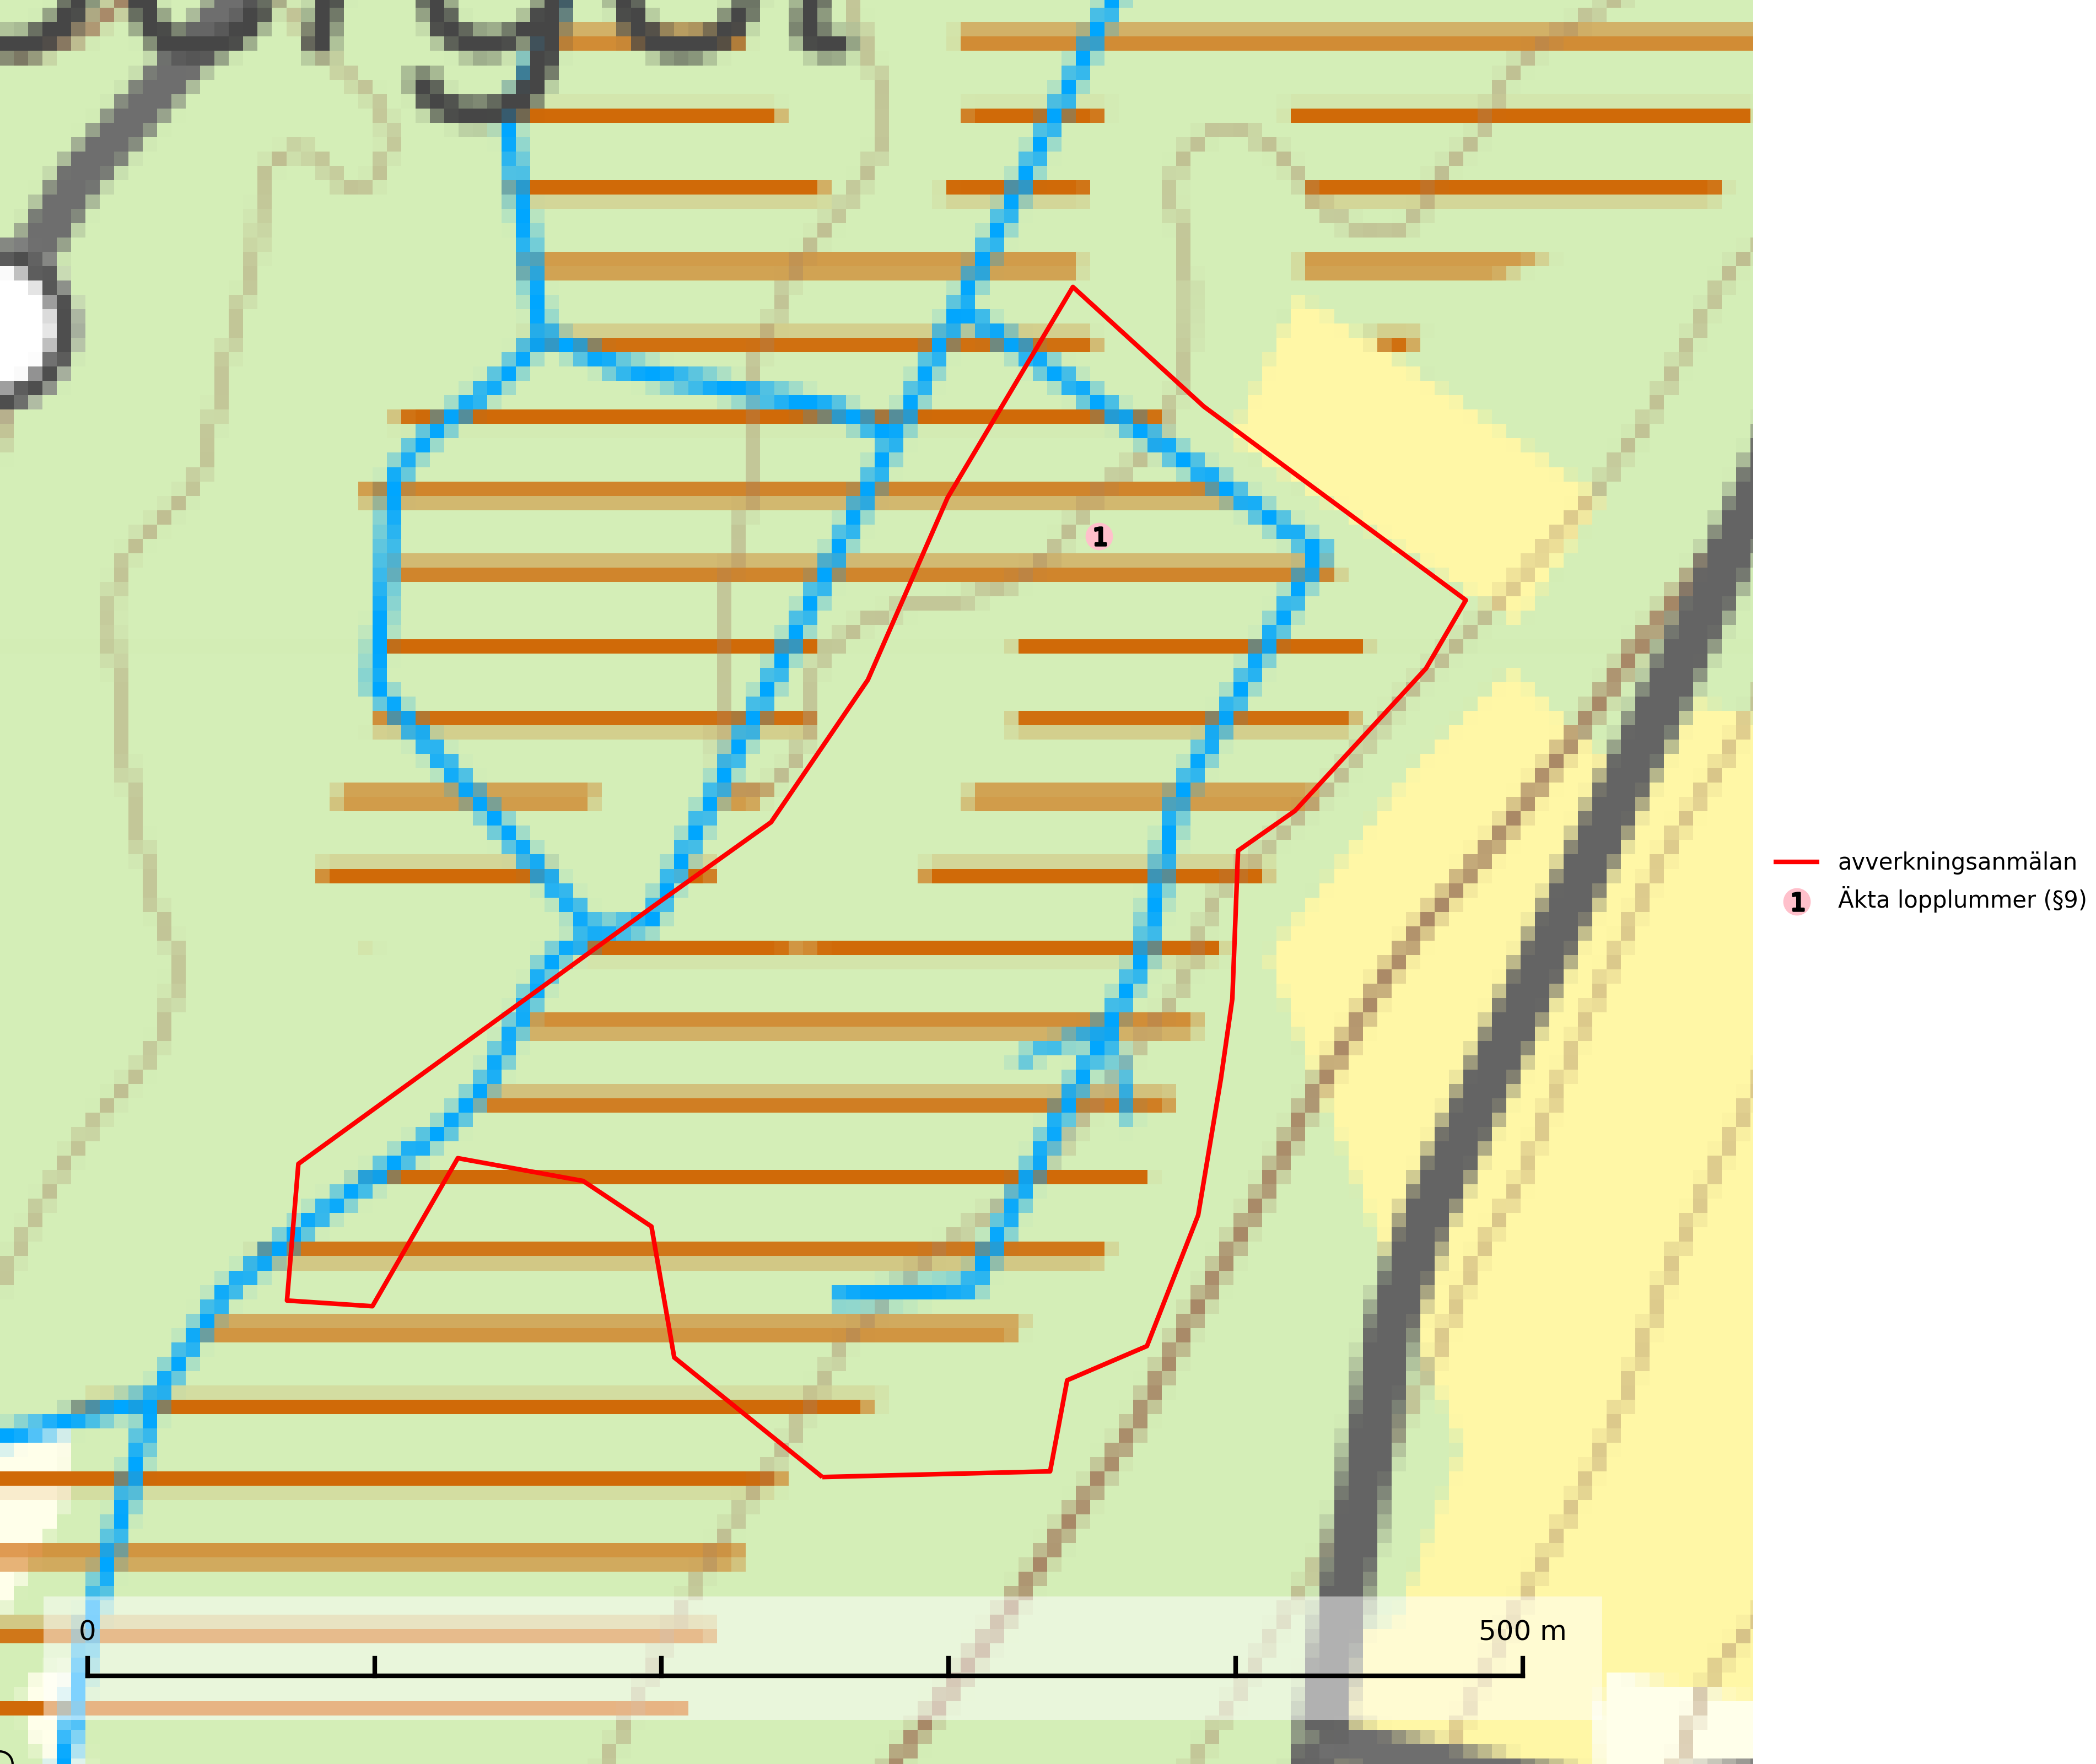 1
avverkningsanmälan
1 Äkta lopplummer (§9)
0 500 m